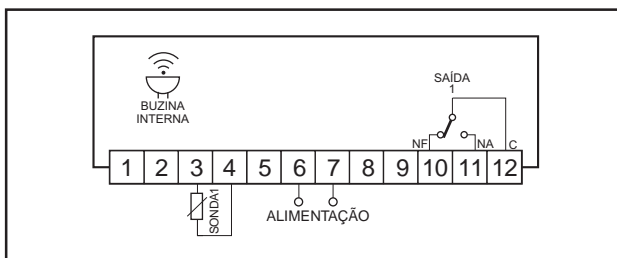 BUZINA
INTERNA
SAÍDA
1
NF
NA
C
1 2 3 4 5 6 7 8 9 10 11 12
SONDA1
ALIMENTAÇÃO